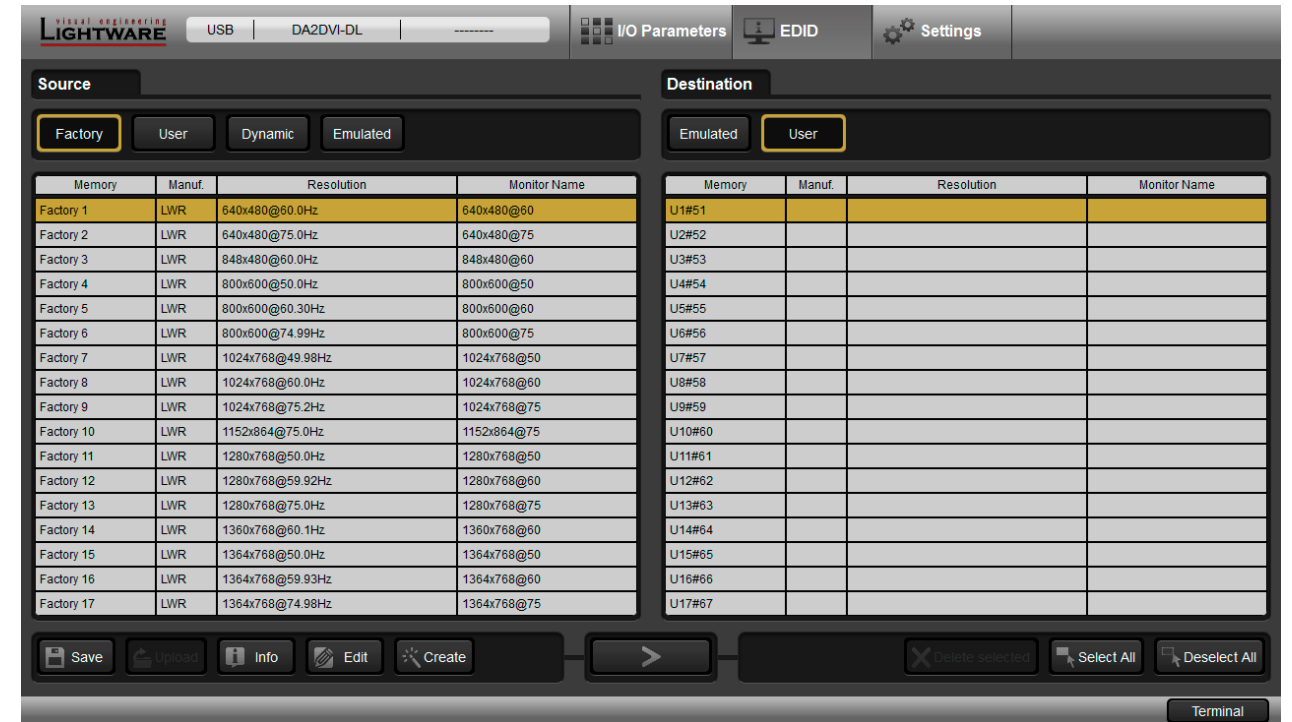 visual engineering
LIGHTWARE
USB DA2DVI-DL --------
I/O Parameters
EDID
Settings
Source
Destination
Factory User Dynamic Emulated
Emulated User
Memory Manuf. Resolution Monitor Name
Factory 1 LWR 640x480@60.0Hz 640x480@60
Factory 2 LWR 640x480@75.0Hz 640x480@75
Factory 3 LWR 848x480@60.0Hz 848x480@60
Factory 4 LWR 800x600@50.0Hz 800x600@50
Factory 5 LWR 800x600@60.30Hz 800x600@60
Factory 6 LWR 800x600@74.99Hz 800x600@75
Factory 7 LWR 1024x768@49.98Hz 1024x768@50
Factory 8 LWR 1024x768@60.0Hz 1024x768@60
Factory 9 LWR 1024x768@75.2Hz 1024x768@75
Factory 10 LWR 1152x864@75.0Hz 1152x864@75
Factory 11 LWR 1280x768@50.0Hz 1280x768@50
Factory 12 LWR 1280x768@59.92Hz 1280x768@60
Factory 13 LWR 1280x768@75.0Hz 1280x768@75
Factory 14 LWR 1360x768@60.1Hz 1360x768@60
Factory 15 LWR 1364x768@50.0Hz 1364x768@50
Factory 16 LWR 1364x768@59.93Hz 1364x768@60
Factory 17 LWR 1364x768@74.98Hz 1364x768@75
Memory Manuf. Resolution Monitor Name
U1#51
U2#52
U3#53
U4#54
U5#55
U6#56
U7#57
U8#58
U9#59
U10#60
U11#61
U12#62
U13#63
U14#64
U15#65
U16#66
U17#67
Save Upload Info Edit Create
>
Delete selected Select All Deselect All
Terminal